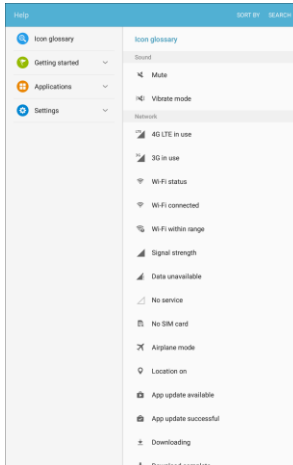 Help
SORT BY SEARCH
Icon glossary
Getting started
Applications
Settings
Icon glossary
Sound
Mute
Vibrate mode
Network
4G LTE in use
3G in use
Wi-Fi status
Wi-Fi connected
Wi-Fi within range
Signal strength
Data unavailable
No service
No SIM card
Airplane mode
Location on
App update available
App update successful
Downloading
Download complete